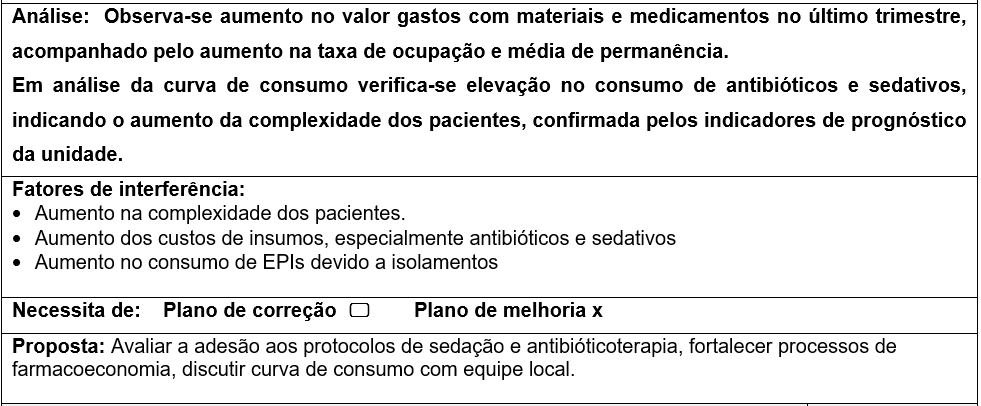 Análise: Observa-se aumento no valor gastos com materiais e medicamentos no último trimestre,
acompanhado pelo aumento na taxa de ocupação e média de permanência.
Em análise da curva de consumo verifica-se elevação no consumo de antibióticos e sedativos,
indicando o aumento da complexidade dos pacientes, confirmada pelos indicadores de prognóstico
da unidade.
Fatores de interferência:
• Aumento na complexidade dos pacientes.
• Aumento dos custos de insumos, especialmente antibióticos e sedativos
• Aumento no consumo de EPIs devido a isolamentos
Necessita de: Plano de correção ▢ Plano de melhoria x
Proposta: Avaliar a adesão aos protocolos de sedação e antibióticoterapia, fortalecer processos de
farmacoeconomia, discutir curva de consumo com equipe local.